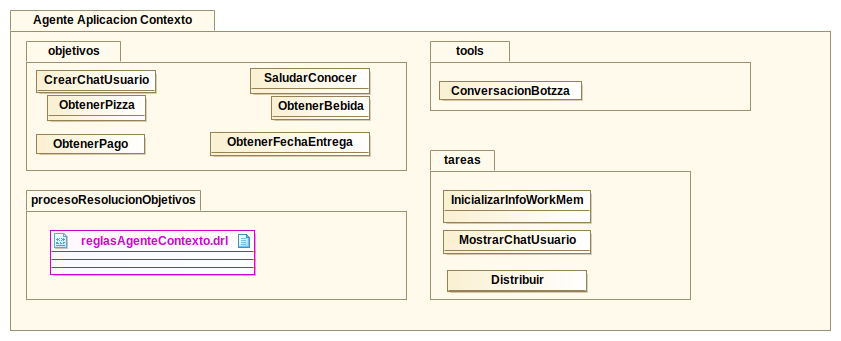 Agente Aplicacion Contexto
objetivos
CrearChatUsuario
SaludarConocer
ObtenerPizza
ObtenerBebida
ObtenerPago
ObtenerFechaEntrega
tools
ConversacionBotzza
procesoResolucionObjetivos
reglasAgenteContexto.drl
tareas
InicializarInfoWorkMem
MostrarChatUsuario
Distribuir